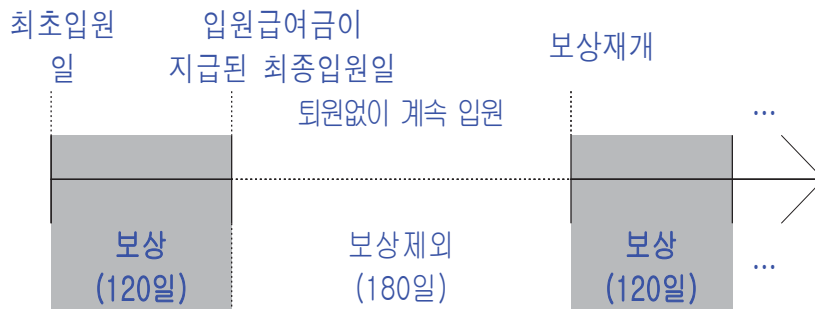 최초입원
일
입원급여금이
지급된 최종입원일
퇴원없이 계속 입원
보상재개
...
보상
(120일)
보상제외
(180일)
보상
(120일)
...